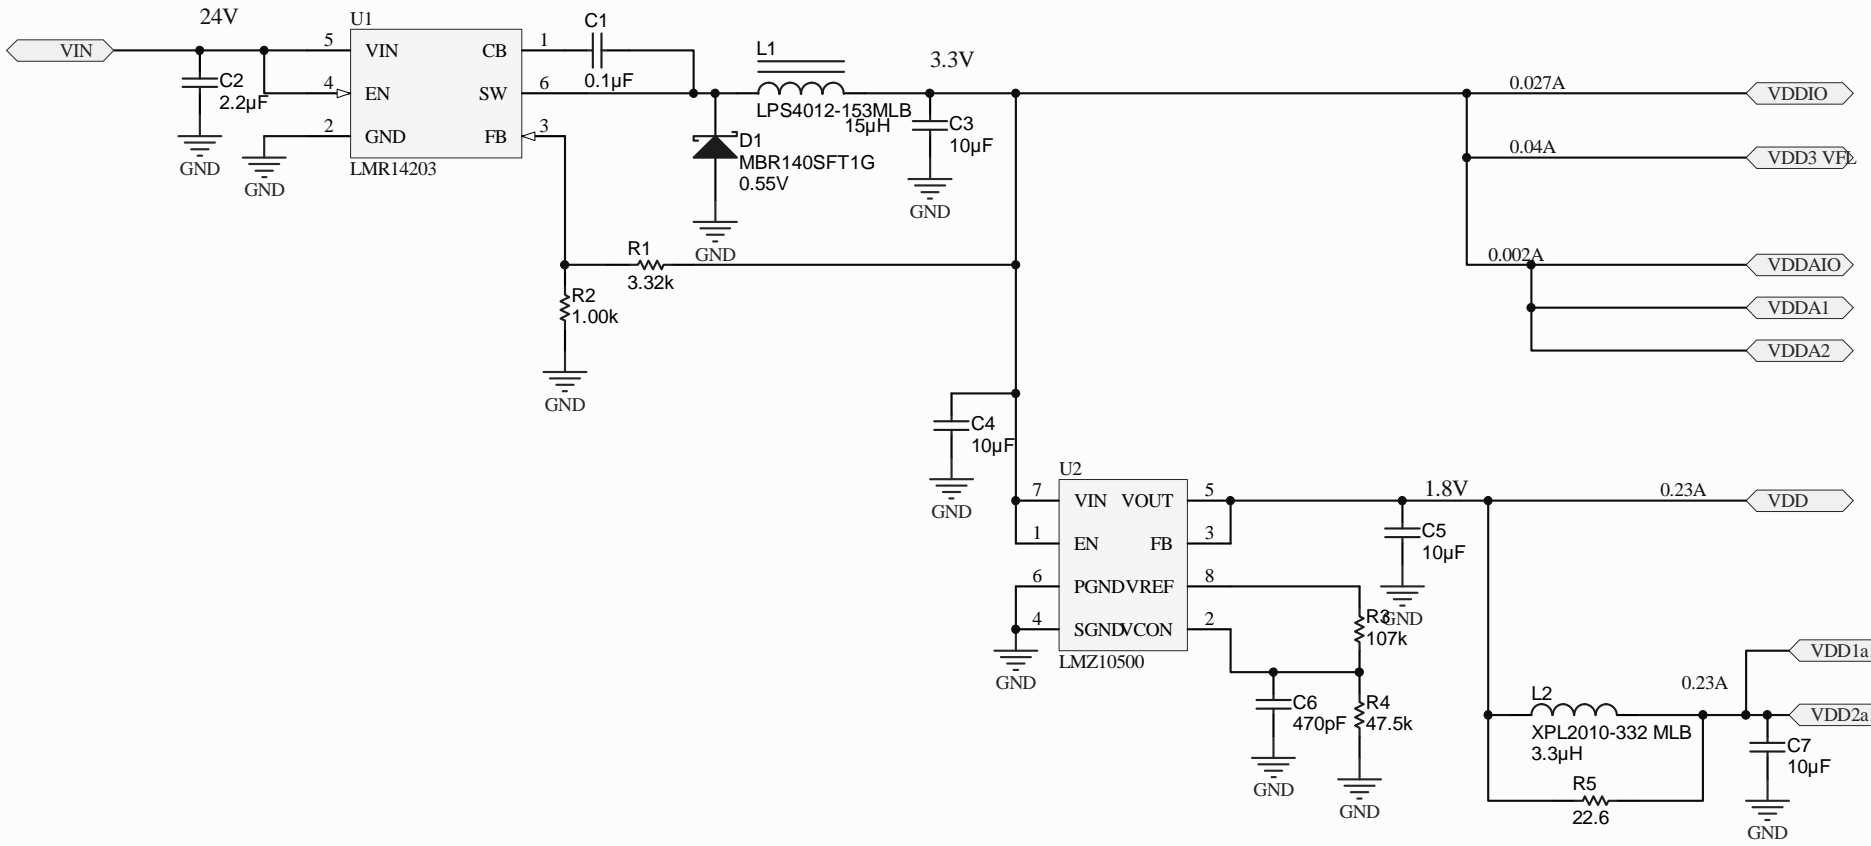 24V
VIN
U1
5
VIN
CB
1
4
EN
SW
6
2
GND
FB
3
LMR14203
C2
2.2µF
GND
GND
C1
0.1µF
L1
LPS4012-153MLB
15µH
3.3V
D1
MBR140SFT1G
0.55V
GND
C3
10µF
GND
R1
3.32k
R2
1.00k
GND
0.027A
VDDIO
0.04A
VDD3 VFL
0.002A
VDDAIO
VDDA1
VDDA2
C4
10µF
GND
U2
7
VIN
VOUT
5
1
EN
FB
3
6
PGND
VREF
8
4
SGND
VCON
2
LMZ10500
GND
1.8V
0.23A
VDD
C5
10µF
GND
R3
107k
C6
470pF
GND
R4
47.5k
GND
VDD1a
0.23A
L2
XPL2010-332 MLB
3.3µH
VDD2a
C7
10µF
GND
R5
22.6